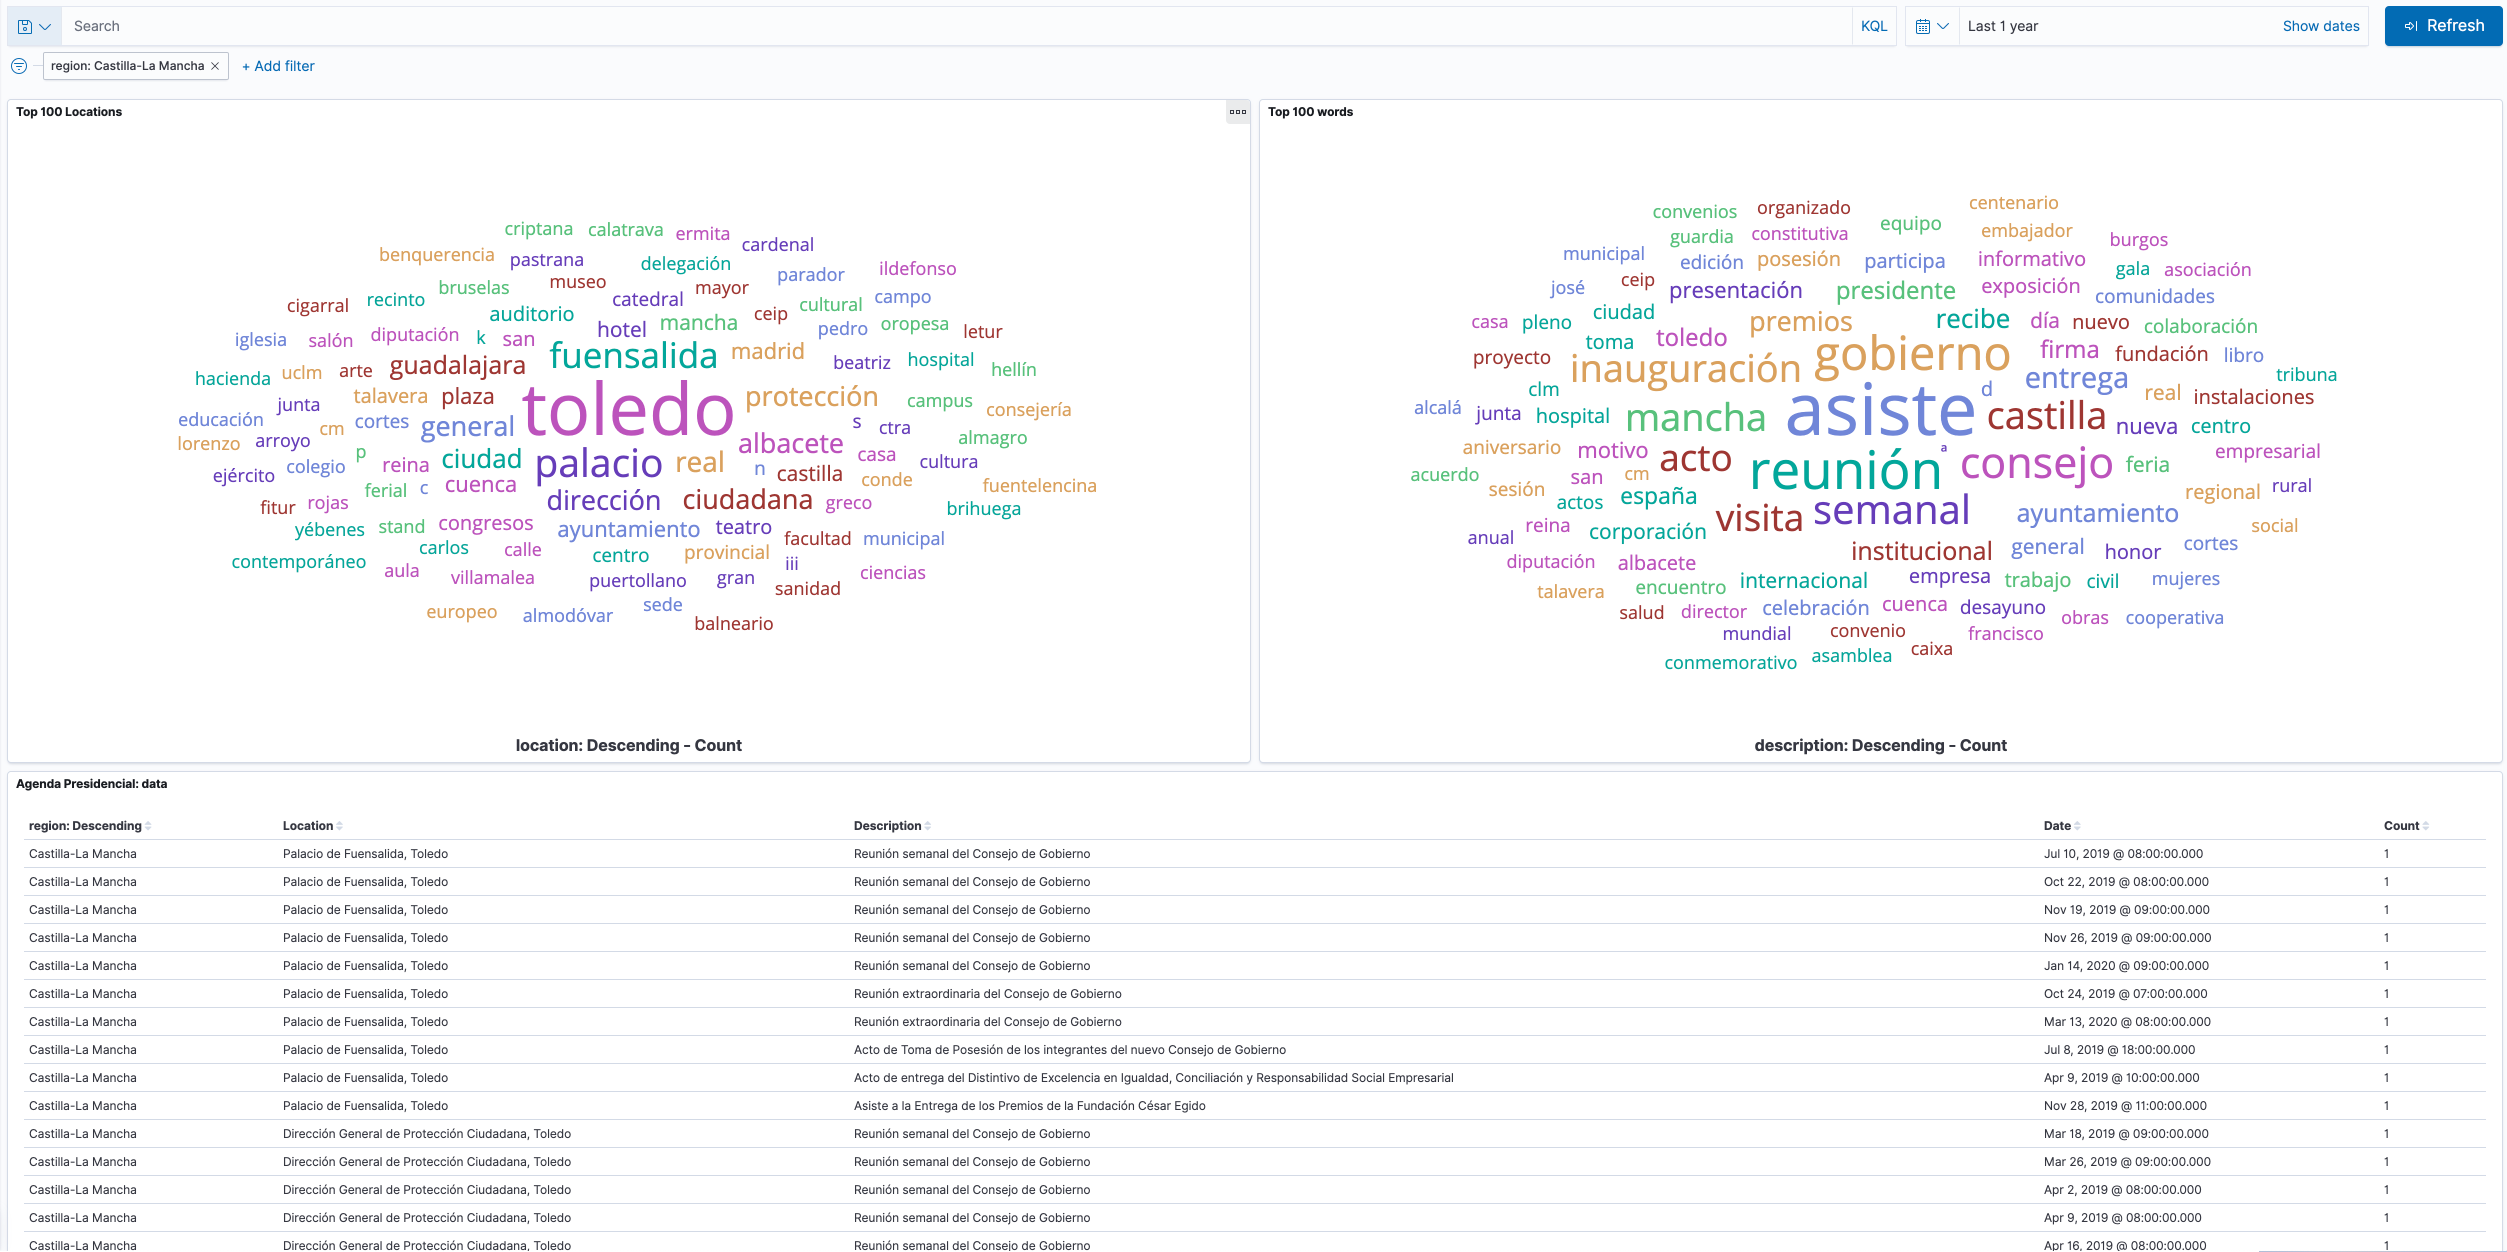 Search KQL Last 1 year Show dates Refresh
region: Castilla-La Mancha × + Add filter
Top 100 Locations
criptana calatrava ermita
cardenal
benquerencia pastrana delegación
parador ildefonso
bruselas museo mayor
cigarral recinto catedral cultural campo
auditorio ceip
iglesia salón diputación k san hotel mancha pedro oropesa letur
guadalajara fuensalida madrid beatriz hospital
hacienda uclm arte hellín
talavera plaza toledo protección campus consejería
educación junta cm cortes general s ctra
lorenzo arroyo p albacete almagro
ejército colegio reina ciudad palacio real n castilla casa cultura
ferial c cuenca conde fuentelencina
fitur rojas dirección ciudadana greco brihuega
yébenes stand congresos ayuntamiento teatro facultad municipal
contemporáneo carlos calle centro provincial iii
aula villamalea puertollano gran sanidad ciencias
europeo almodóvar sede balneario
location: Descending - Count
Top 100 words
convenios organizado equipo centenario
guardia constitutiva embajador burgos
municipal edición posesión participa informativo gala asociación
josé ceip presentación presidente exposición comunidades
casa pleno ciudad premios recibe día nuevo colaboración
toma toledo firma fundación libro
proyecto inauguración gobierno entrega tribuna
clm d real instalaciones
alcalá junta hospital mancha asiste castilla nueva centro
aniversario motivo acto ª empresarial
acuerdo san cm reunión consejo feria
sesión actos españa regional rural
reina corporación visita semanal ayuntamiento social
anual institucional general honor cortes
diputación albacete
talavera encuentro internacional empresa trabajo civil mujeres
salud director celebración cuenca desayuno obras cooperativa
mundial convenio francisco
conmemorativo asamblea caixa
description: Descending - Count
Agenda Presidencial: data
region: Descending Location Description Date Count
Castilla-La Mancha Palacio de Fuensalida, Toledo Reunión semanal del Consejo de Gobierno Jul 10, 2019 @ 08:00:00.000 1
Castilla-La Mancha Palacio de Fuensalida, Toledo Reunión semanal del Consejo de Gobierno Oct 22, 2019 @ 08:00:00.000 1
Castilla-La Mancha Palacio de Fuensalida, Toledo Reunión semanal del Consejo de Gobierno Nov 19, 2019 @ 09:00:00.000 1
Castilla-La Mancha Palacio de Fuensalida, Toledo Reunión semanal del Consejo de Gobierno Nov 26, 2019 @ 09:00:00.000 1
Castilla-La Mancha Palacio de Fuensalida, Toledo Reunión semanal del Consejo de Gobierno Jan 14, 2020 @ 09:00:00.000 1
Castilla-La Mancha Palacio de Fuensalida, Toledo Reunión extraordinaria del Consejo de Gobierno Oct 24, 2019 @ 07:00:00.000 1
Castilla-La Mancha Palacio de Fuensalida, Toledo Reunión extraordinaria del Consejo de Gobierno Mar 13, 2020 @ 08:00:00.000 1
Castilla-La Mancha Palacio de Fuensalida, Toledo Acto de Toma de Posesión de los integrantes del nuevo Consejo de Gobierno Jul 8, 2019 @ 18:00:00.000 1
Castilla-La Mancha Palacio de Fuensalida, Toledo Acto de entrega del Distintivo de Excelencia en Igualdad, Conciliación y Responsabilidad Social Empresarial Apr 9, 2019 @ 10:00:00.000 1
Castilla-La Mancha Palacio de Fuensalida, Toledo Asiste a la Entrega de los Premios de la Fundación César Egido Nov 28, 2019 @ 11:00:00.000 1
Castilla-La Mancha Dirección General de Protección Ciudadana, Toledo Reunión semanal del Consejo de Gobierno Mar 18, 2019 @ 09:00:00.000 1
Castilla-La Mancha Dirección General de Protección Ciudadana, Toledo Reunión semanal del Consejo de Gobierno Mar 26, 2019 @ 09:00:00.000 1
Castilla-La Mancha Dirección General de Protección Ciudadana, Toledo Reunión semanal del Consejo de Gobierno Apr 2, 2019 @ 08:00:00.000 1
Castilla-La Mancha Dirección General de Protección Ciudadana, Toledo Reunión semanal del Consejo de Gobierno Apr 9, 2019 @ 08:00:00.000 1
Castilla-La Mancha Dirección General de Protección Ciudadana, Toledo Reunión semanal del Consejo de Gobierno Apr 16, 2019 @ 08:00:00.000 1